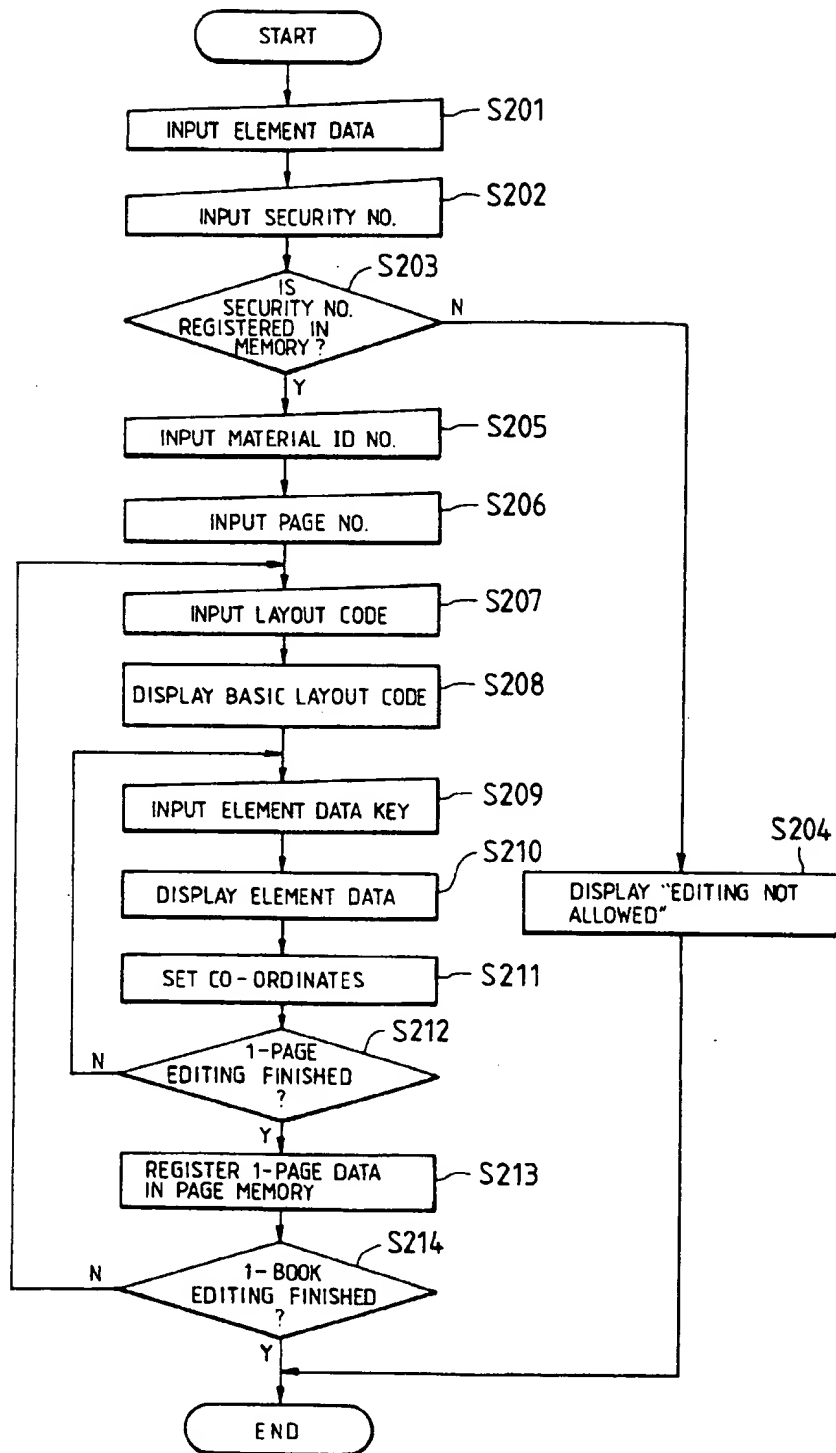 START
INPUT ELEMENT DATA
S201
INPUT SECURITY NO.
S202
IS
SECURITY NO.
REGISTERED IN
MEMORY?
S203
N
Y
INPUT MATERIAL ID NO.
S205
INPUT PAGE NO.
S206
INPUT LAYOUT CODE
S207
DISPLAY BASIC LAYOUT CODE
S208
INPUT ELEMENT DATA KEY
S209
DISPLAY ELEMENT DATA
S210
S204
DISPLAY "EDITING NOT
ALLOWED"
SET CO-ORDINATES
S211
1-PAGE
EDITING FINISHED
?
S212
N
Y
REGISTER 1-PAGE DATA
IN PAGE MEMORY
S213
1-BOOK
EDITING FINISHED
?
S214
N
Y
END